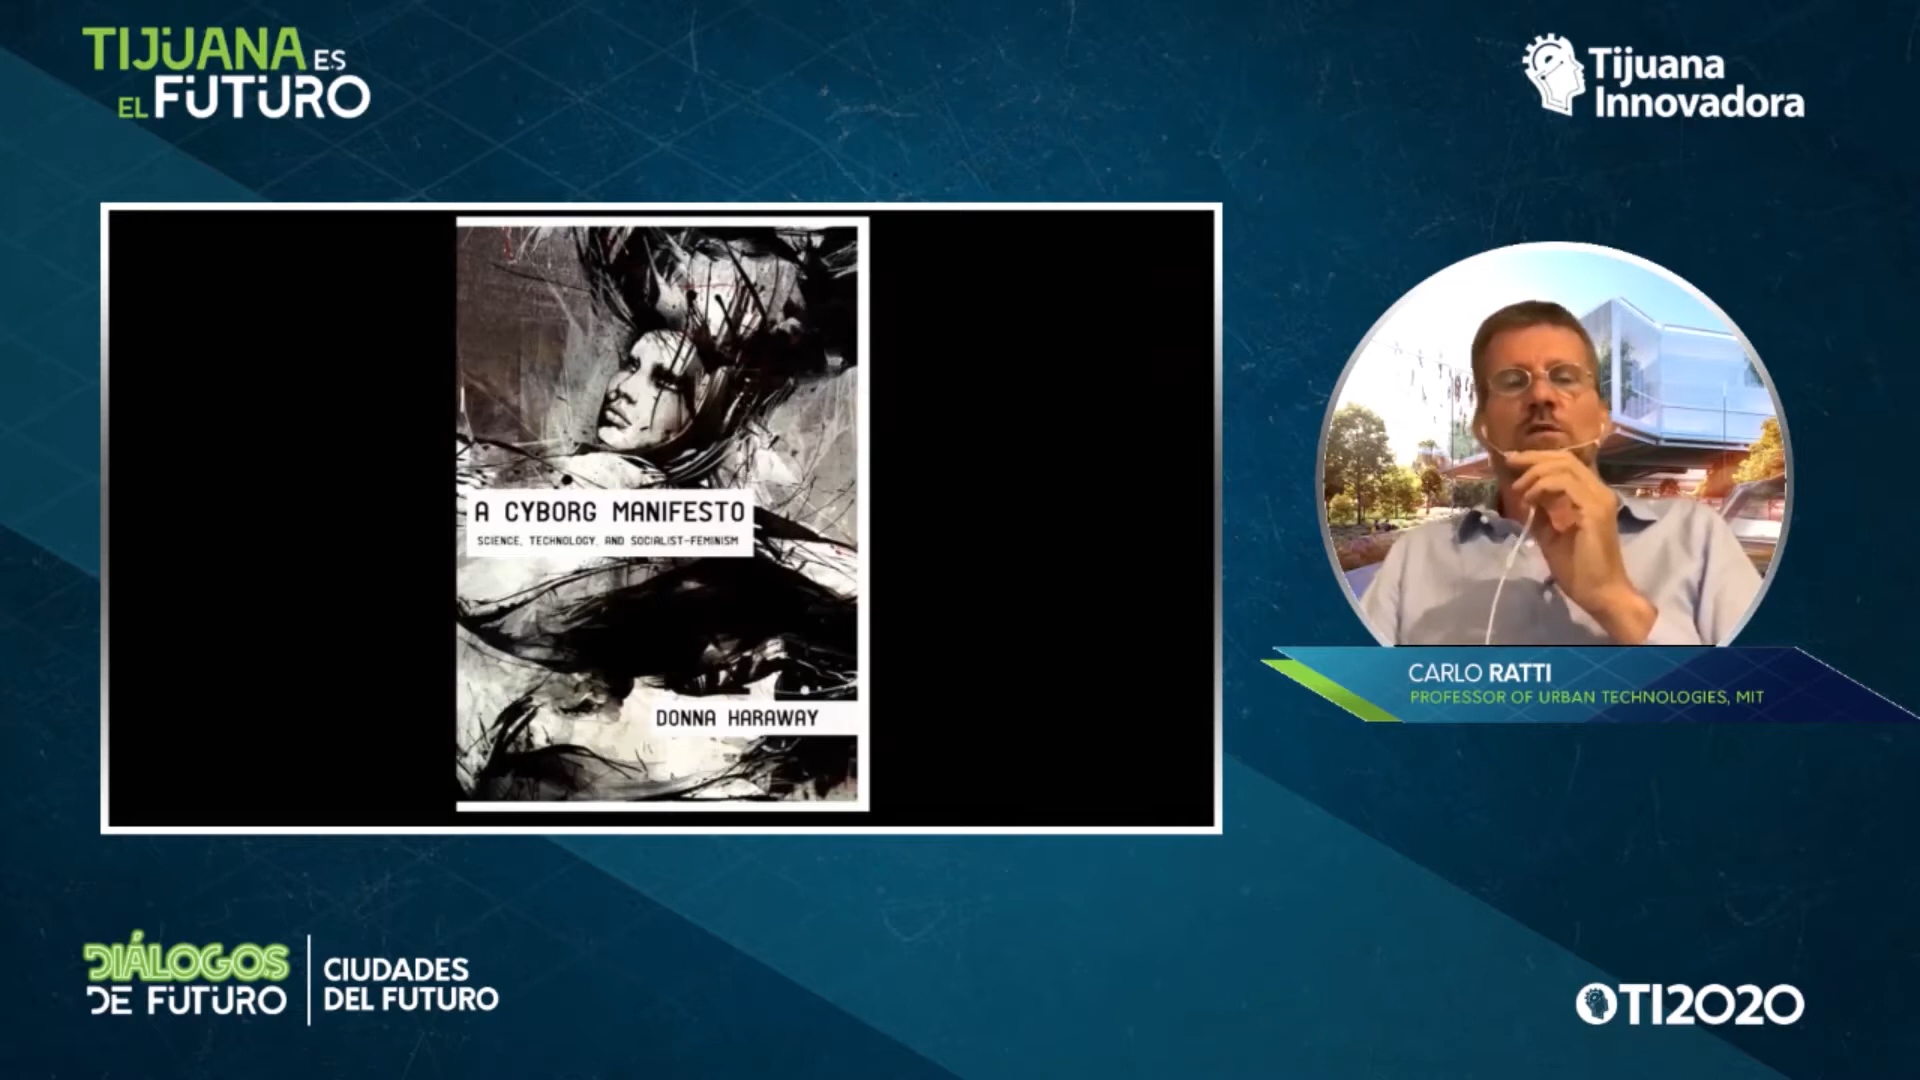 TIJUANA ES
EL FUTURO
Tijuana
Innovadora
A CYBORG MANIFESTO
SCIENCE, TECHNOLOGY, AND SOCIALIST-FEMINISM
DONNA HARAWAY
CARLO RATTI
PROFESSOR OF URBAN TECHNOLOGIES, MIT
DIÁLOGOS
DE FUTURO
CIUDADES
DEL FUTURO
TI2020